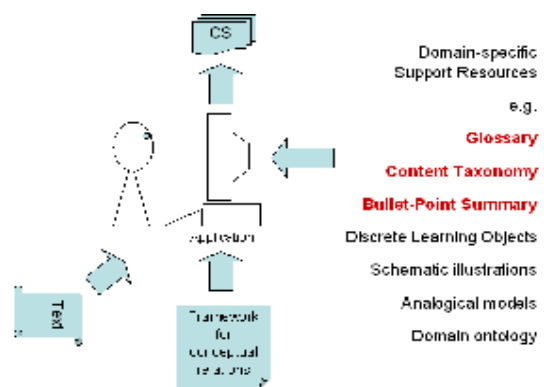 CS
Domain-specific
Support Resources
e.g.
Glossary
Content Taxonomy
Bullet-Point Summary
Discrete Learning Objects
Schematic illustrations
Analogical models
Domain ontology
Application
Text
Framework
for
conceptual
relations